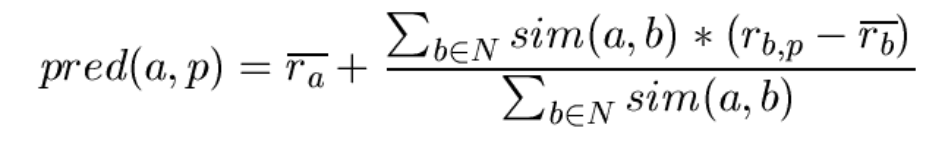 pred(a, p) = \overline{r_a} + \frac{\sum_{b \in N} sim(a, b) * (r_{b,p} - \overline{r_b})}{\sum_{b \in N} sim(a, b)}